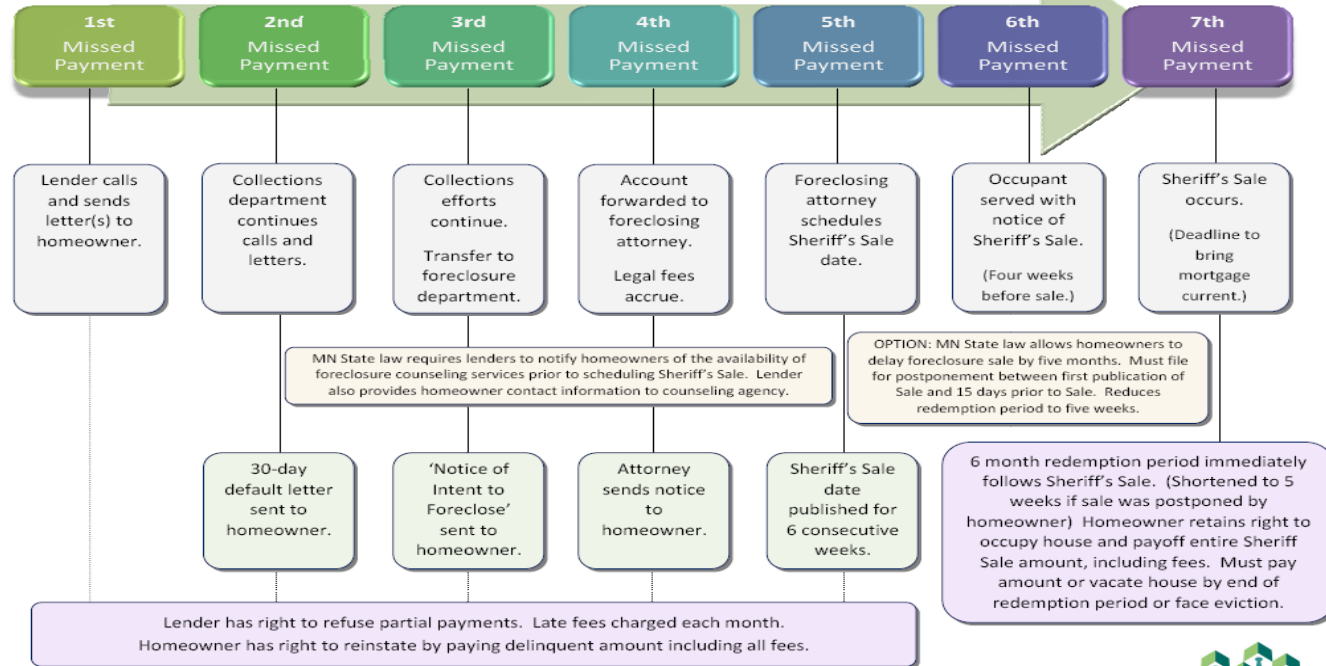 1st
Missed
Payment
2nd
Missed
Payment
3rd
Missed
Payment
4th
Missed
Payment
5th
Missed
Payment
6th
Missed
Payment
7th
Missed
Payment
Lender calls
and sends
letter(s) to
homeowner.
Collections
department
continues
calls and
letters.
Collections
efforts
continue.
Transfer to
foreclosure
department.
Account
forwarded to
foreclosing
attorney.
Legal fees
accrue.
Foreclosing
attorney
schedules
Sheriff's Sale
date.
Occupant
served with
notice of
Sheriff's Sale.
(Four weeks
before sale.)
Sheriff's Sale
occurs.
(Deadline to
bring
mortgage
current.)
MN State law requires lenders to notify homeowners of the availability of
foreclosure counseling services prior to scheduling Sheriff's Sale. Lender
also provides homeowner contact information to counseling agency.
OPTION: MN State law allows homeowners to
delay foreclosure sale by five months. Must file
for postponement between first publication of
Sale and 15 days prior to Sale. Reduces
redemption period to five weeks.
30-day
default letter
sent to
homeowner.
'Notice of
Intent to
Foreclose'
sent to
homeowner.
Attorney
sends notice
to
homeowner.
Sheriff's Sale
date
published for
6 consecutive
weeks.
6 month redemption period immediately
follows Sheriff's Sale. (Shortened to 5
weeks if sale was postponed by
homeowner) Homeowner retains right to
occupy house and payoff entire Sheriff
Sale amount, including fees. Must pay
amount or vacate house by end of
redemption period or face eviction.
Lender has right to refuse partial payments. Late fees charged each month.
Homeowner has right to reinstate by paying delinquent amount including all fees.